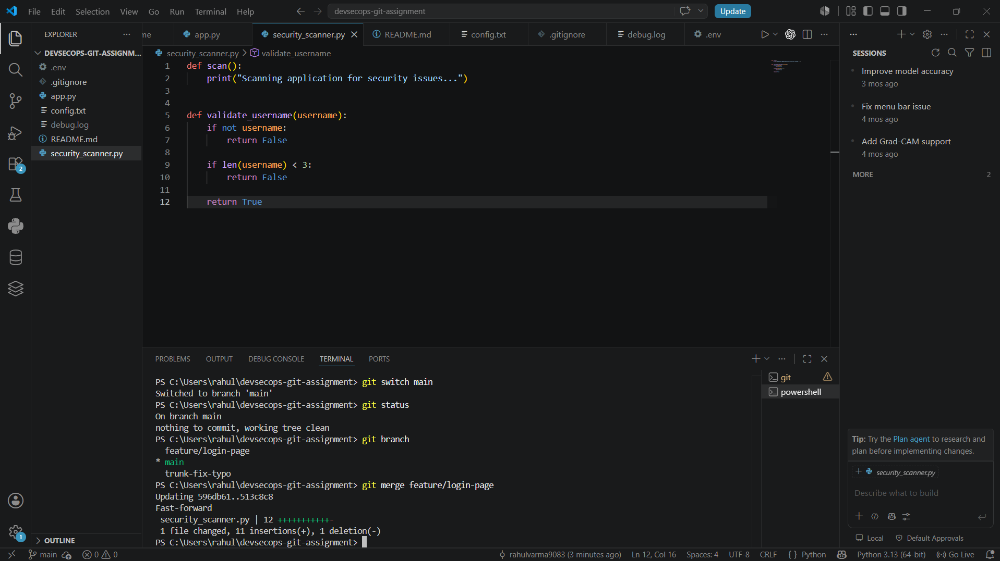 File Edit Selection View Go Run Terminal Help
devsecops-git-assignment
Update
EXPLORER
DEVSECOPS-GIT-ASSIGNM...
.env
.gitignore
app.py
config.txt
debug.log
README.md
security_scanner.py
OUTLINE
2
1
me
app.py
security_scanner.py
README.md
config.txt
.gitignore
debug.log
.env
security_scanner.py > validate_username
1 def scan():
2 print("Scanning application for security issues...")
3
4
5 def validate_username(username):
6 if not username:
7 return False
8
9 if len(username) < 3:
10 return False
11
12 return True
PROBLEMS OUTPUT DEBUG CONSOLE TERMINAL PORTS
PS C:\Users\rahul\devsecops-git-assignment> git switch main
Switched to branch 'main'
PS C:\Users\rahul\devsecops-git-assignment> git status
On branch main
nothing to commit, working tree clean
PS C:\Users\rahul\devsecops-git-assignment> git branch
feature/login-page
* main
trunk-fix-typo
PS C:\Users\rahul\devsecops-git-assignment> git merge feature/login-page
Updating 596db61..513c8c8
Fast-forward
security_scanner.py | 12 +++++++++++-
1 file changed, 11 insertions(+), 1 deletion(-)
PS C:\Users\rahul\devsecops-git-assignment>
git
powershell
SESSIONS
Improve model accuracy
3 mos ago
Fix menu bar issue
4 mos ago
Add Grad-CAM support
4 mos ago
MORE 2
Tip: Try the Plan agent to research and
plan before implementing changes.
security_scanner.py
Describe what to build
Local Default Approvals
main 0 0 rahulvarma9083 (3 minutes ago) Ln 12, Col 16 Spaces: 4 UTF-8 CRLF { } Python Python 3.13 (64-bit) Go Live